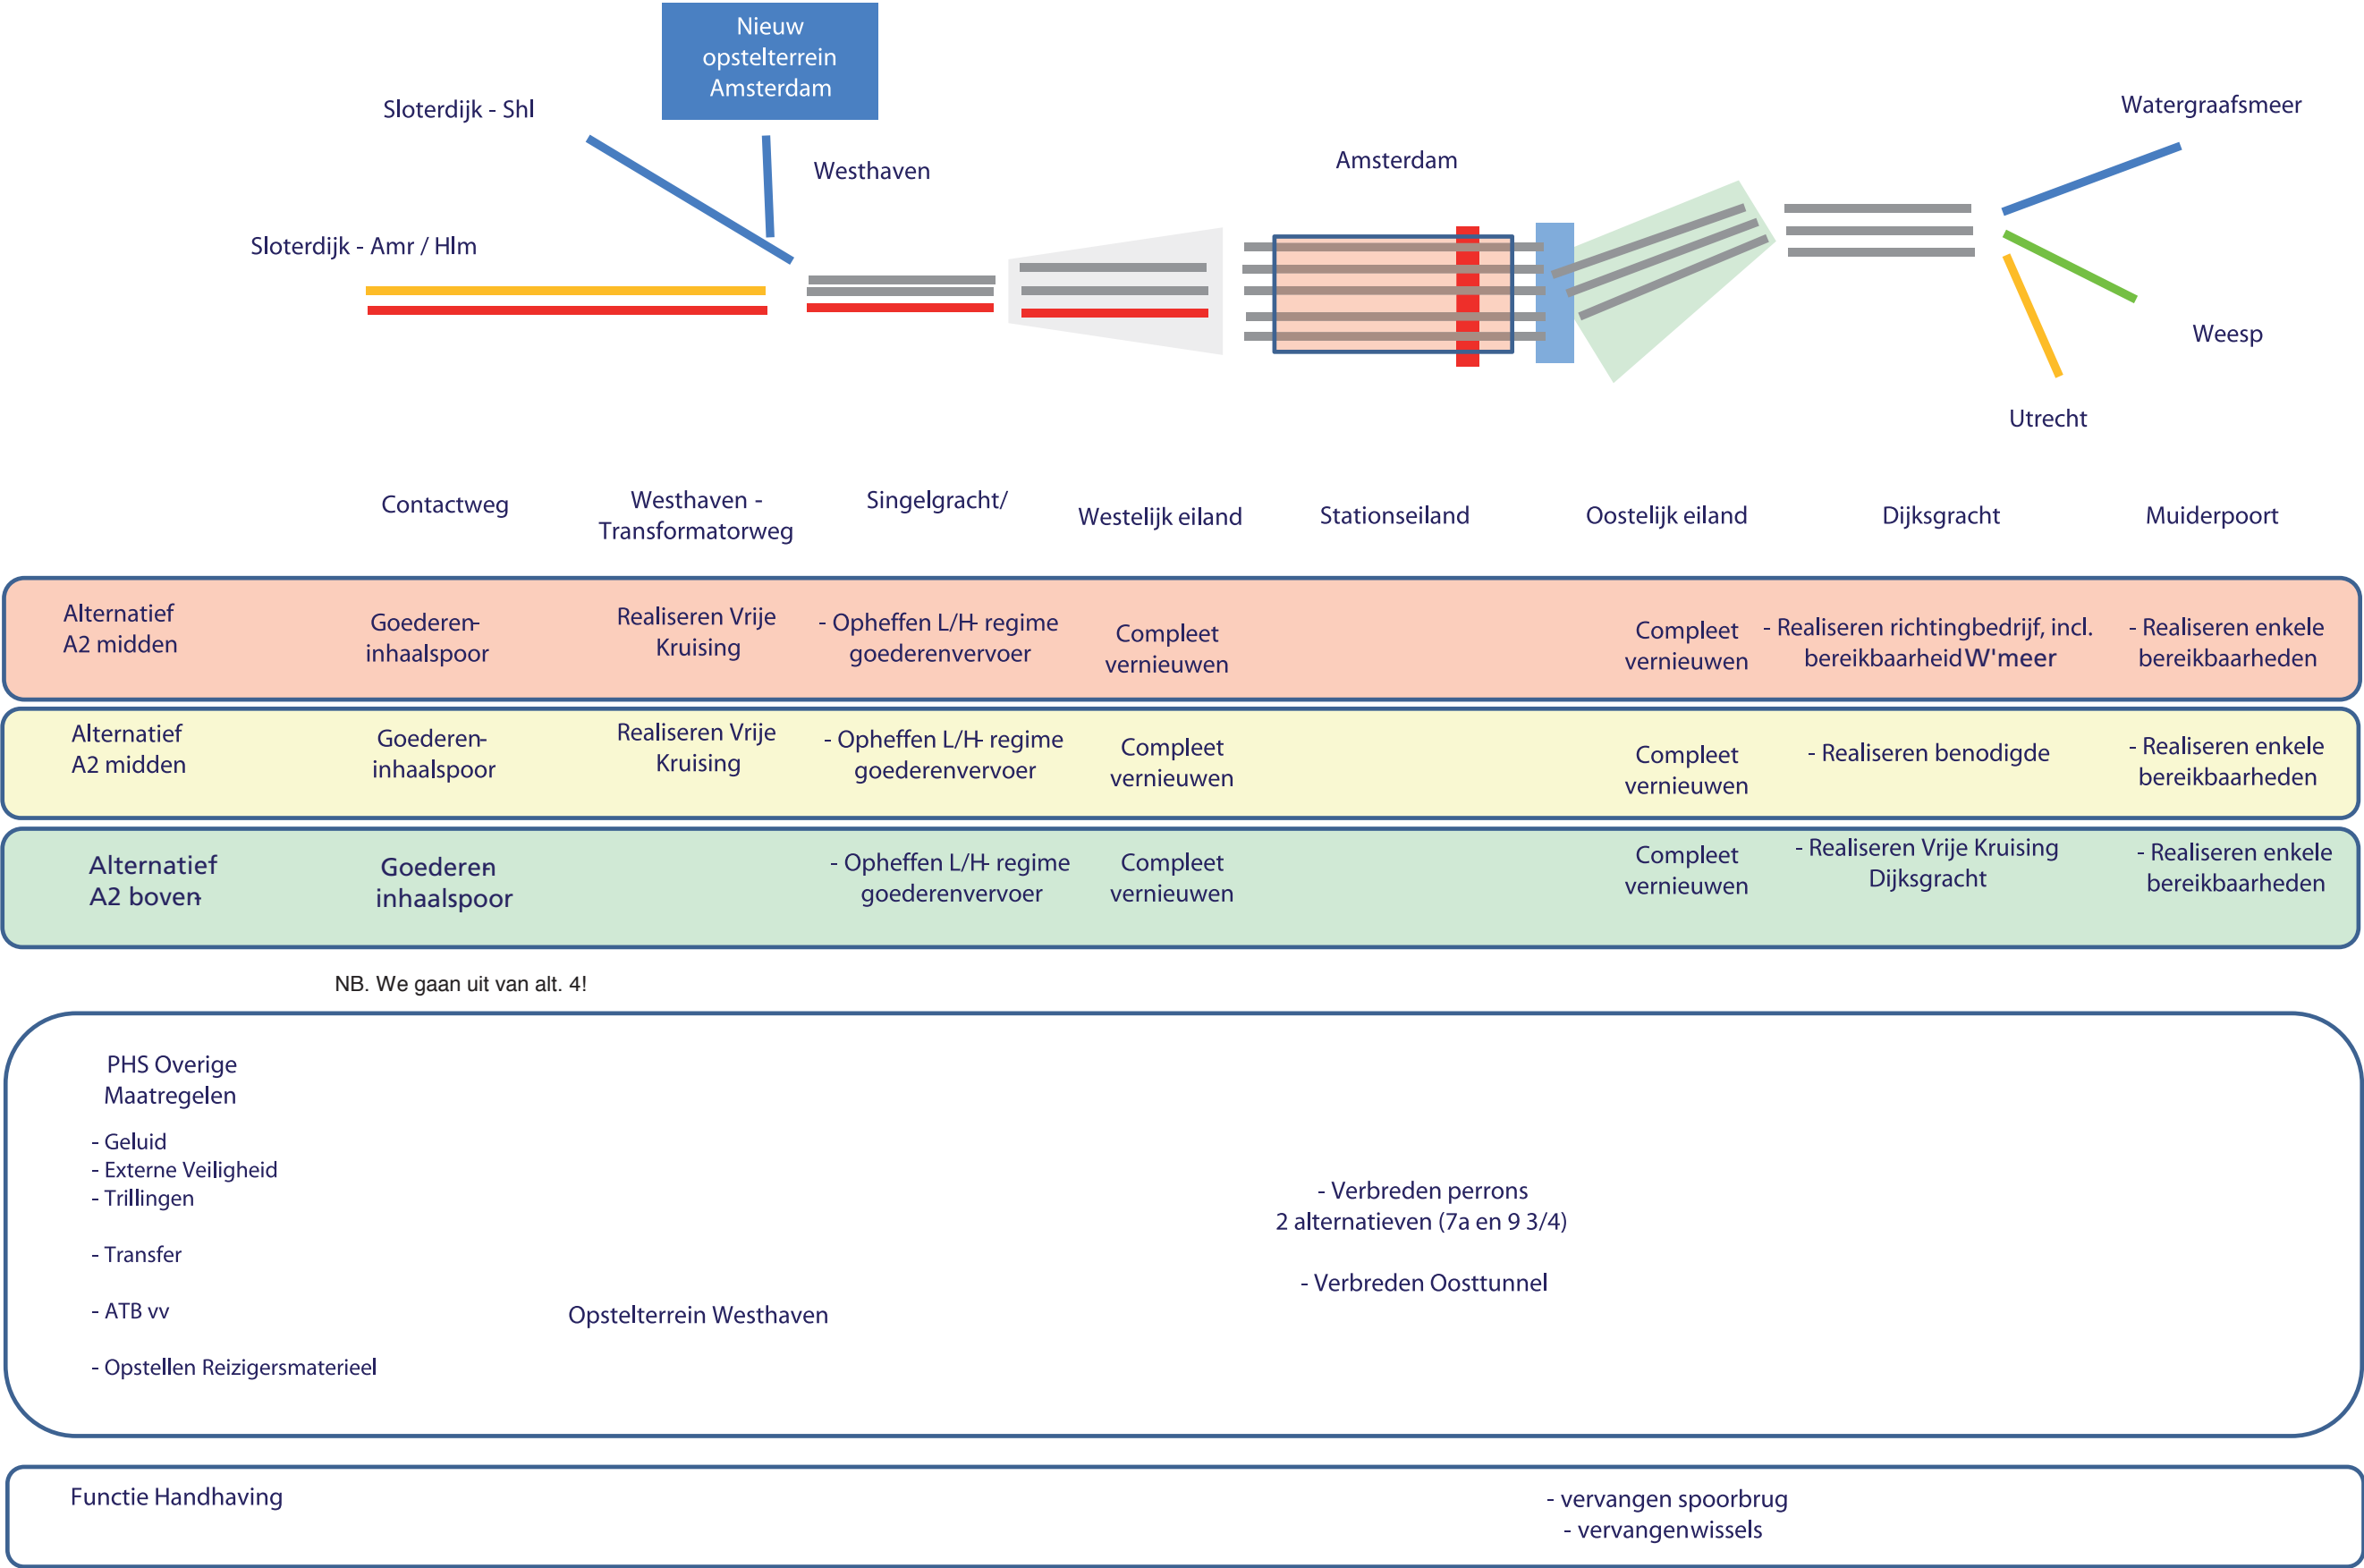 Nieuw
opstelterrein
Amsterdam
Sloterdijk - Shl
Watergraafsmeer
Westhaven
Amsterdam
Sloterdijk - Amr / Hlm
Weesp
Utrecht
Contactweg
Westhaven -
Transformatorweg
Singelgracht/
Westelijk eiland
Stationseiland
Oostelijk eiland
Dijksgracht
Muiderpoort
Alternatief
A2 midden
Goederen-
inhaalspoor
Realiseren Vrije
Kruising
- Opheffen L/H- regime
goederenvervoer
Compleet
vernieuwen
Compleet
vernieuwen
- Realiseren richtingbedrijf, incl.
bereikbaarheid W'meer
- Realiseren enkele
bereikbaarheden
Alternatief
A2 midden
Goederen-
inhaalspoor
Realiseren Vrije
Kruising
- Opheffen L/H- regime
goederenvervoer
Compleet
vernieuwen
Compleet
vernieuwen
- Realiseren benodigde
- Realiseren enkele
bereikbaarheden
Alternatief
A2 boven-
Goederen-
inhaalspoor
- Opheffen L/H- regime
goederenvervoer
Compleet
vernieuwen
Compleet
vernieuwen
- Realiseren Vrije Kruising
Dijksgracht
- Realiseren enkele
bereikbaarheden
NB. We gaan uit van alt. 4!
PHS Overige
Maatregelen
- Geluid
- Externe Veiligheid
- Trillingen
- Transfer
- ATB vv
- Opstellen Reizigersmaterieel
Opstelterrein Westhaven
- Verbreden perrons
2 alternatieven (7a en 9 3/4)
- Verbreden Oosttunnel
Functie Handhaving
- vervangen spoorbrug
- vervangenwissels